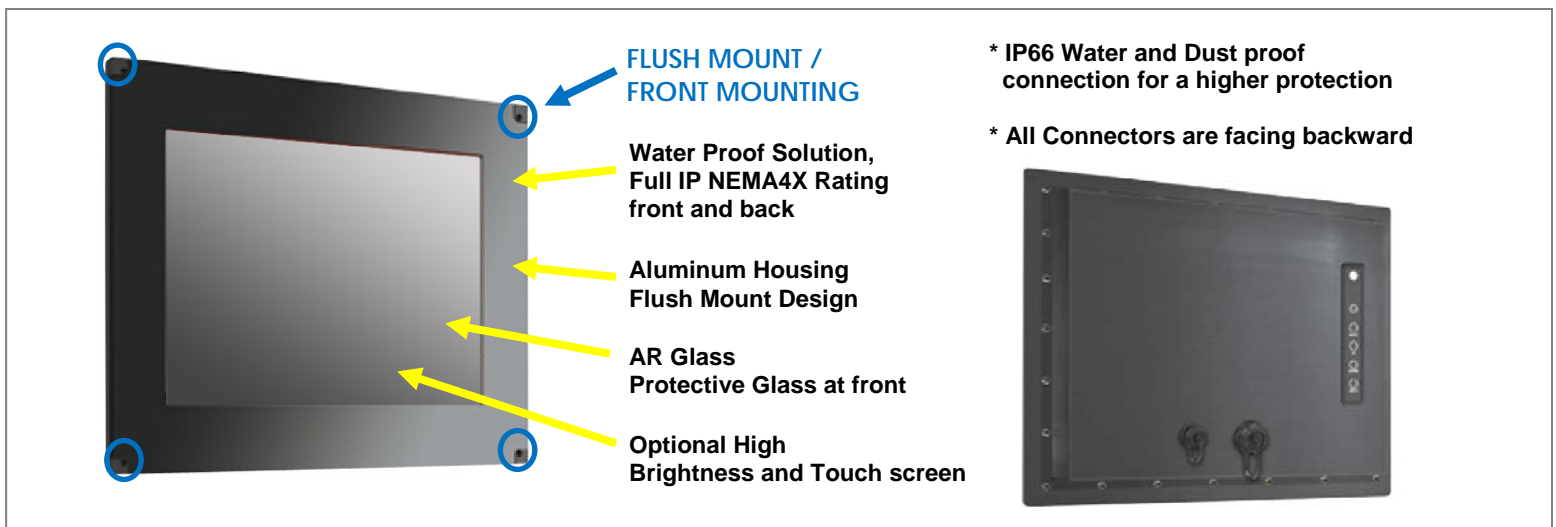 FLUSH MOUNT /
FRONT MOUNTING
Water Proof Solution,
Full IP NEMA4X Rating
front and back
Aluminum Housing
Flush Mount Design
AR Glass
Protective Glass at front
Optional High
Brightness and Touch screen
* IP66 Water and Dust proof
connection for a higher protection
* All Connectors are facing backward